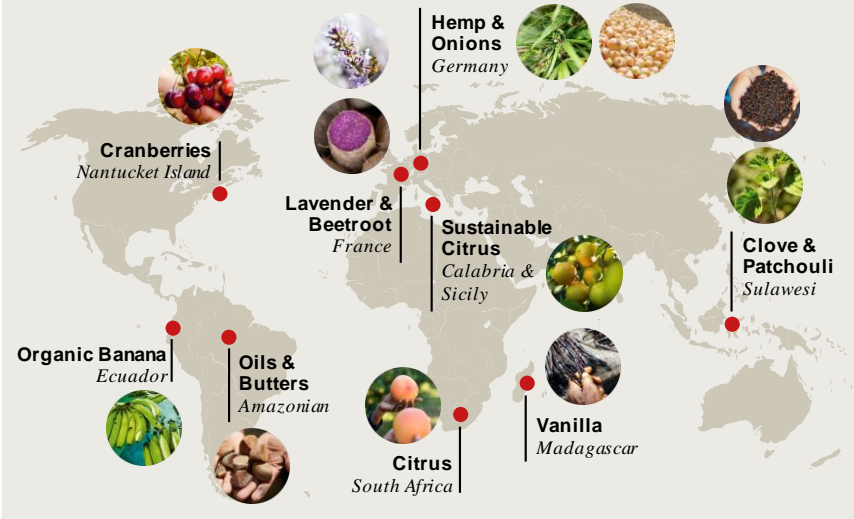 Hemp &
Onions
Germany
Cranberries
Nantucket Island
Lavender &
Beetroot
France
Sustainable
Citrus
Calabria &
Sicily
Clove &
Patchouli
Sulawesi
Organic Banana
Ecuador
Oils &
Butters
Amazonian
Citrus
South Africa
Vanilla
Madagascar